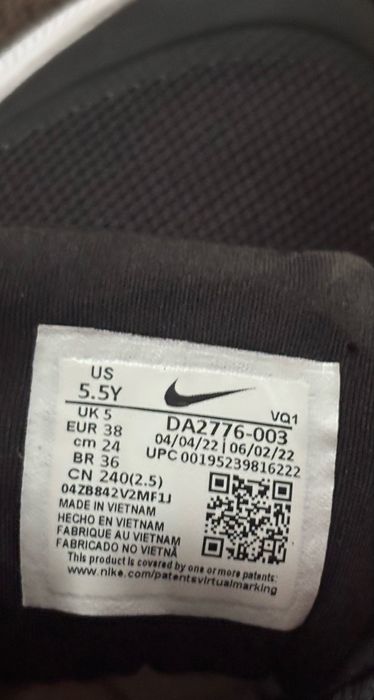 US
5.5Y
UK 5
EUR 38
cm 24
BR 36
CN 240(2.5)
VQ1
DA2776-003
04/04/22 | 06/02/22
UPC 00195239816222
04ZB842V2MF1J
MADE IN VIETNAM
HECHO EN VIETNAM
FABRIQUE AU VIETNAM
FABRICADO NO VIETNÃ
This product is covered by one or more patents:
www.nike.com/patentsvirtualmarking